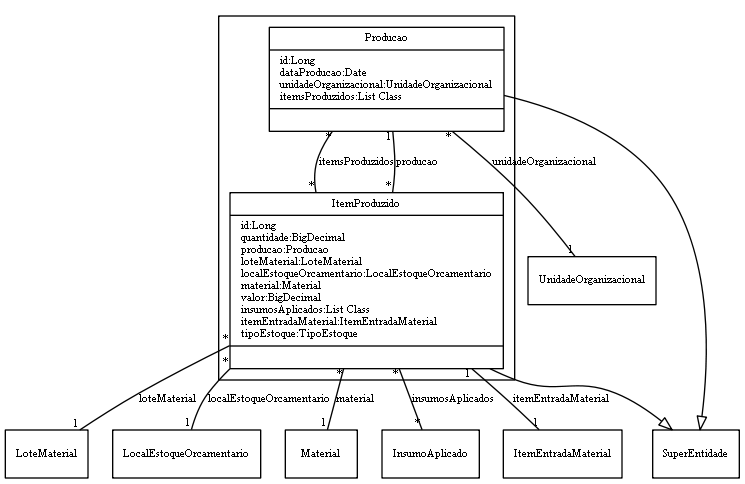 Producao
id:Long
dataProducao:Date
unidadeOrganizacional:UnidadeOrganizacional
itemsProduzidos:List Class
* 1 *
itemsProduzidos producao unidadeOrganizacional
* *
ItemProduzido
id:Long
quantidade:BigDecimal
producao:Producao
loteMaterial:LoteMaterial
localEstoqueOrcamentario:LocalEstoqueOrcamentario
material:Material
valor:BigDecimal
insumosAplicados:List Class
itemEntradaMaterial:ItemEntradaMaterial
tipoEstoque:TipoEstoque
1
UnidadeOrganizacional
*
* * * 1
loteMaterial localEstoqueOrcamentario material insumosAplicados itemEntradaMaterial
1 1 1 * 1
LoteMaterial
LocalEstoqueOrcamentario
Material
InsumoAplicado
ItemEntradaMaterial
SuperEntidade